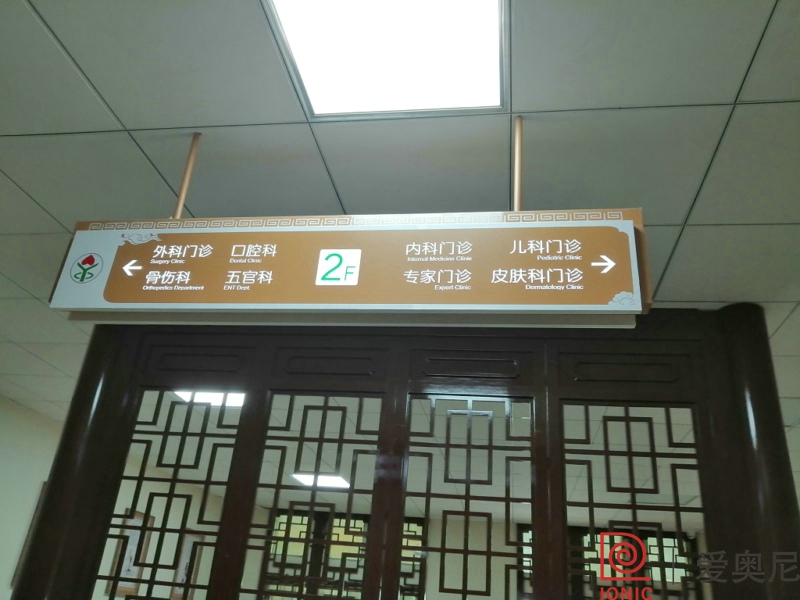 外科门诊 口腔科
Surgery Clinic Dental Clinic
骨伤科 五官科
Orthopedics Department ENT Dept.
2F
内科门诊 儿科门诊
Internal Medicine Clinic Pediatric Clinic
专家门诊 皮肤科门诊
Expert Clinic Dermatology Clinic
爱奥尼
IONIC